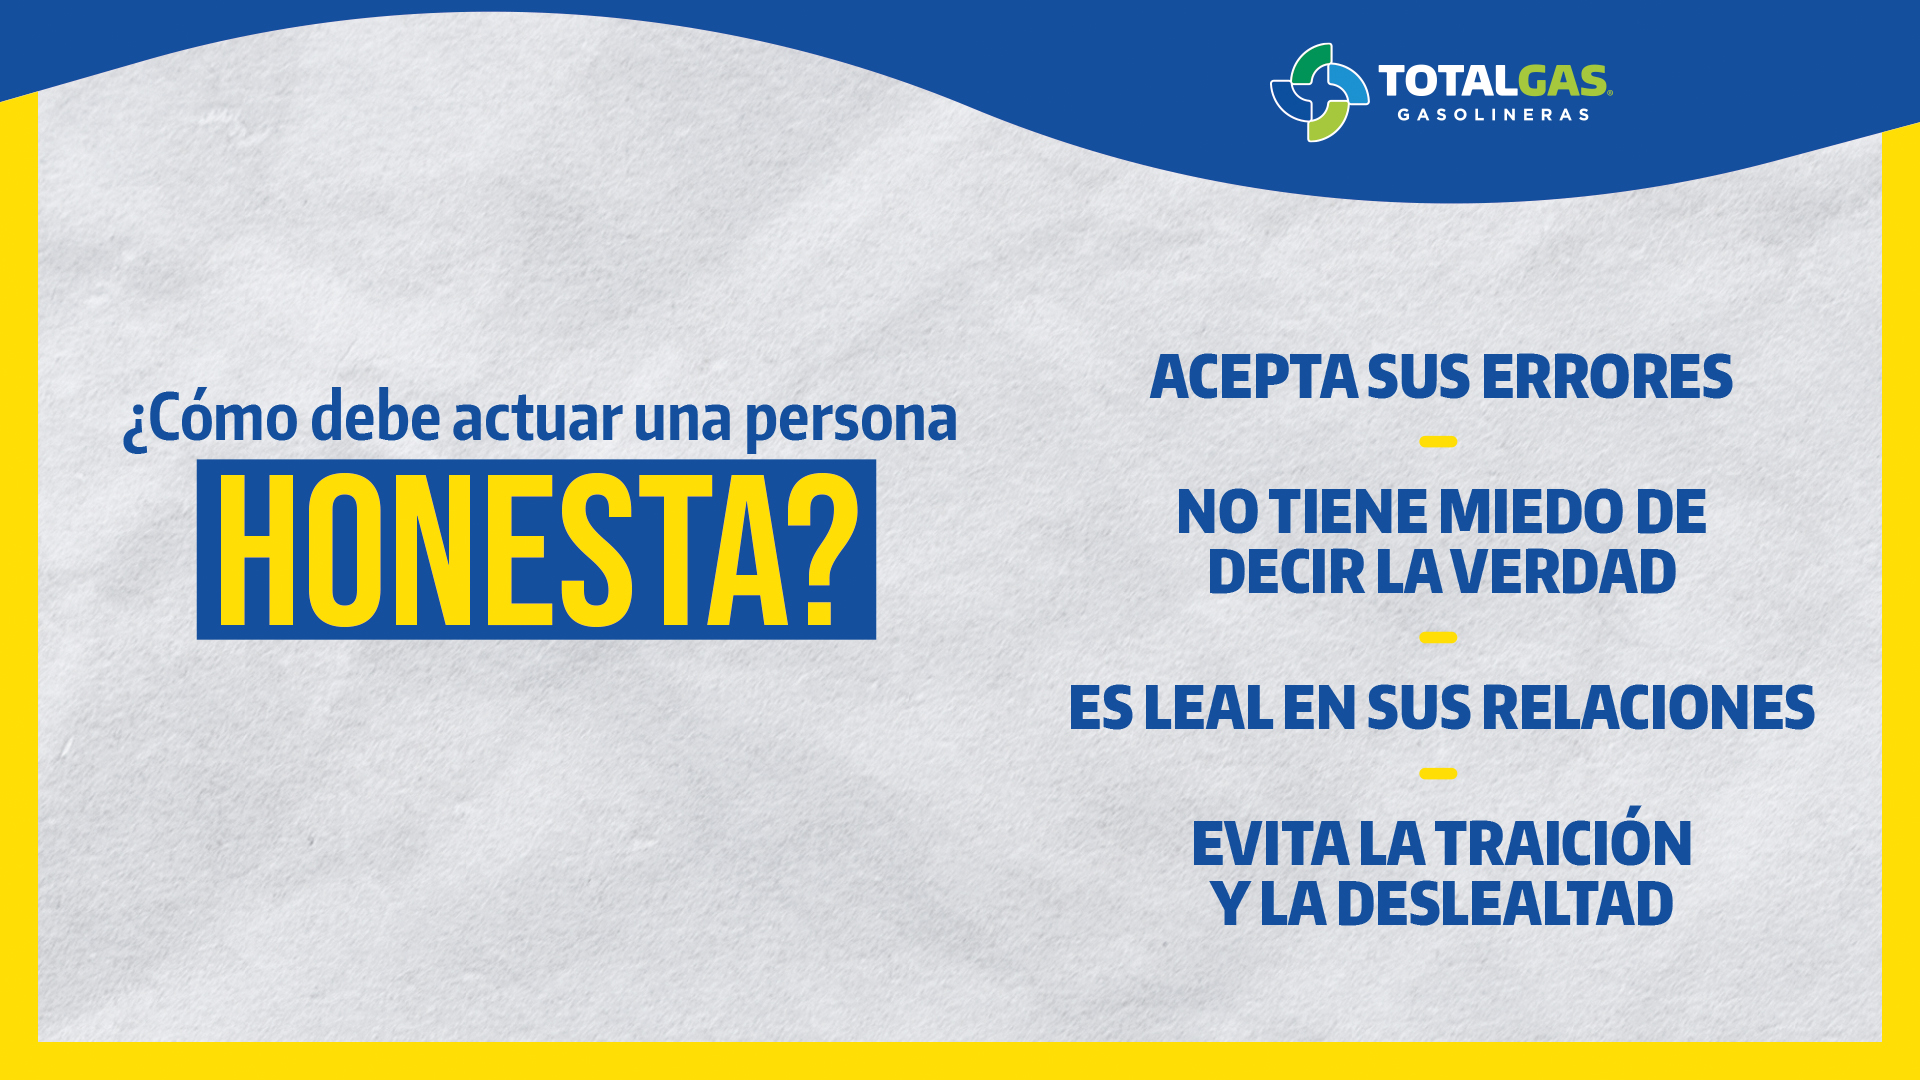 TOTALGAS®
GASOLINERAS
¿Cómo debe actuar una persona
HONESTA?
ACEPTA SUS ERRORES
NO TIENE MIEDO DE
DECIR LA VERDAD
ES LEAL EN SUS RELACIONES
EVITA LA TRAICIÓN
Y LA DESLEALTAD